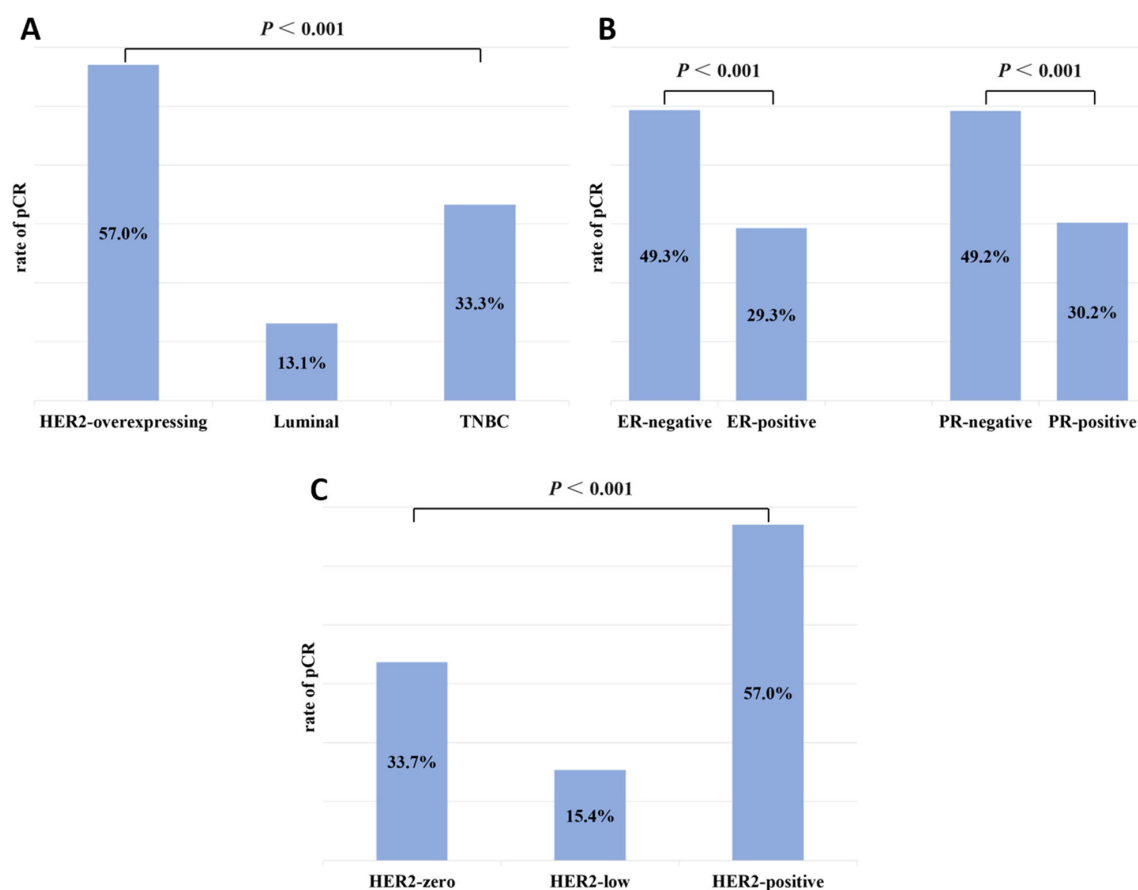 A
P < 0.001
rate of pCR
57.0%
13.1%
33.3%
HER2-overexpressing Luminal TNBC
B
P < 0.001 P < 0.001
rate of pCR
49.3%
29.3%
49.2%
30.2%
ER-negative ER-positive PR-negative PR-positive
C
P < 0.001
rate of pCR
33.7%
15.4%
57.0%
HER2-zero HER2-low HER2-positive